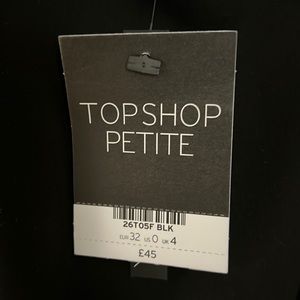 TOPSHOP
PETITE
26T05F BLK
EUR 32 US 0 UK 4
£45